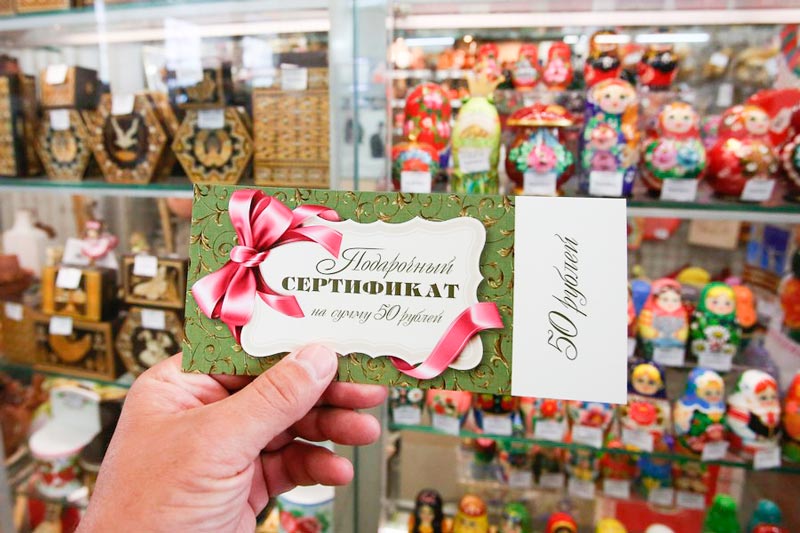 Подарочный
СЕРТИФИКАТ
на сумму 50 рублей
50 рублей